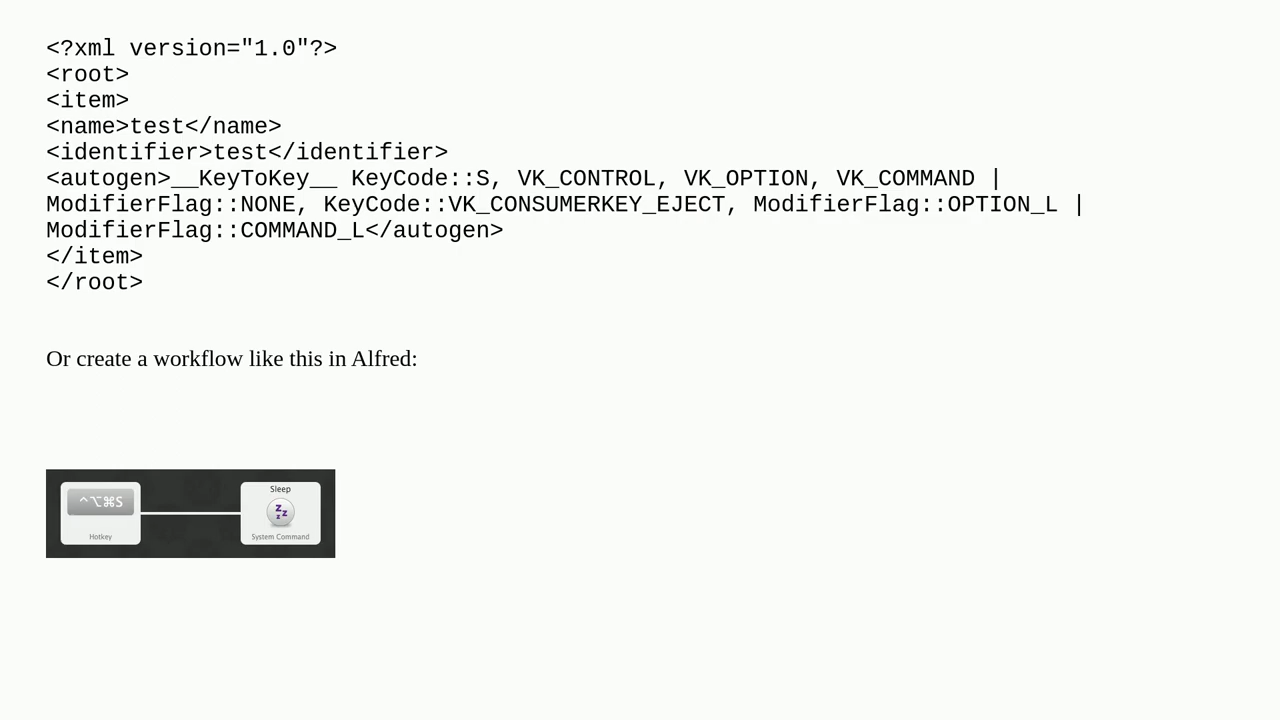 <?xml version="1.0"?>
<root>
<item>
<name>test</name>
<identifier>test</identifier>
<autogen>__KeyToKey__ KeyCode::S, VK_CONTROL, VK_OPTION, VK_COMMAND |
ModifierFlag::NONE, KeyCode::VK_CONSUMERKEY_EJECT, ModifierFlag::OPTION_L |
ModifierFlag::COMMAND_L</autogen>
</item>
</root>
Or create a workflow like this in Alfred:
Sleep
^⌥⌘S
Hotkey
System Command